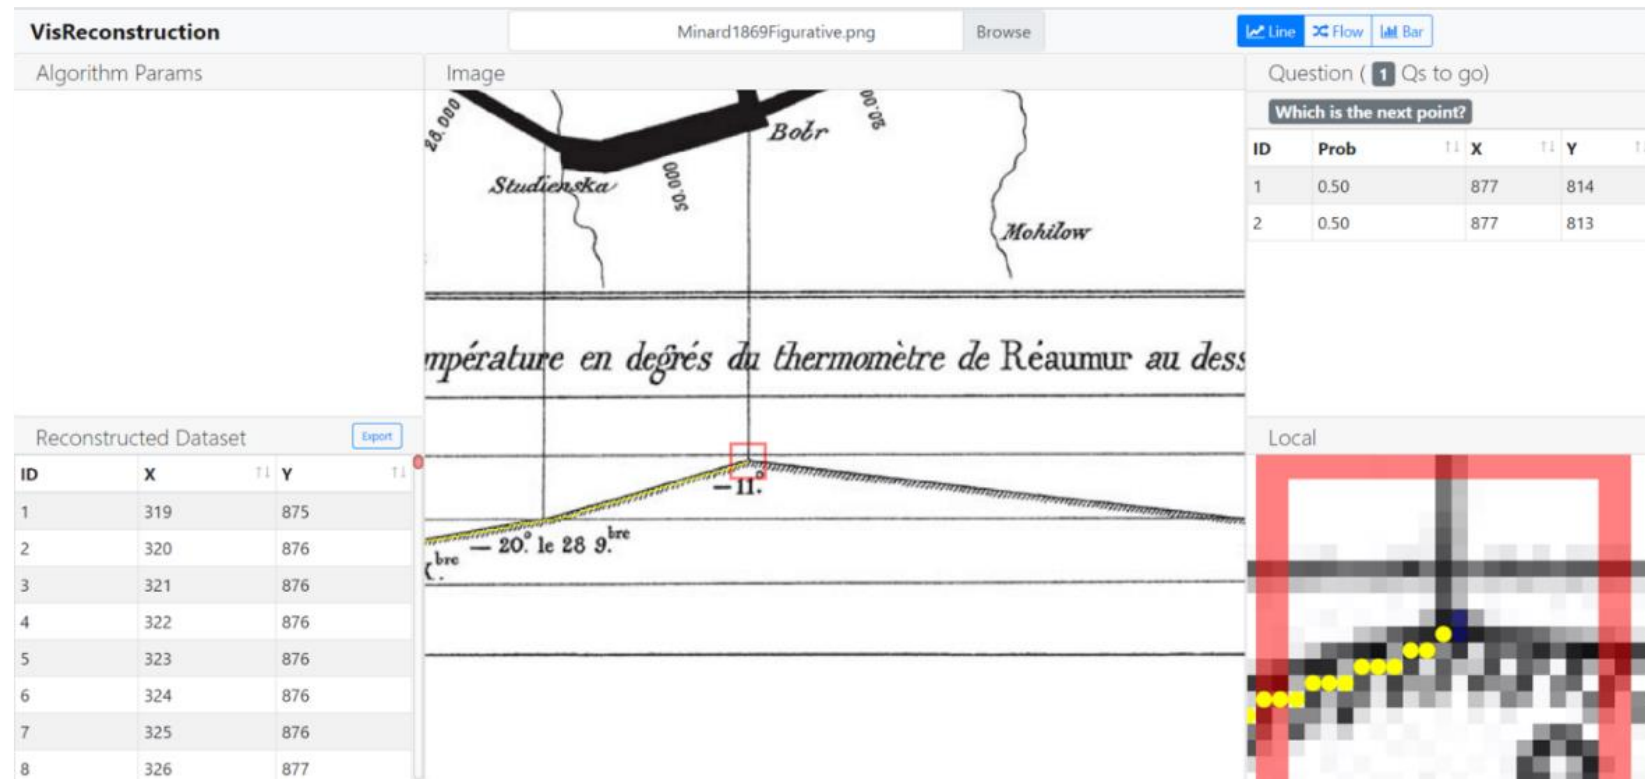 VisReconstruction
Minard1869Figurative.png
Browse
Line
Flow
Bar
Algorithm Params
Image
Question ( 1 Qs to go)
Which is the next point?
ID Prob X Y
1 0.50 877 814
2 0.50 877 813
28.000
20.00
Bobr
Studienska
50.000
Mohilow
mpérature en degrés du thermomètre de Réaumur au dess
—11°.
— 20° le 28 9.bre
X.bre
Reconstructed Dataset
Export
ID X Y
1 319 875
2 320 876
3 321 876
4 322 876
5 323 876
6 324 876
7 325 876
8 326 877
Local